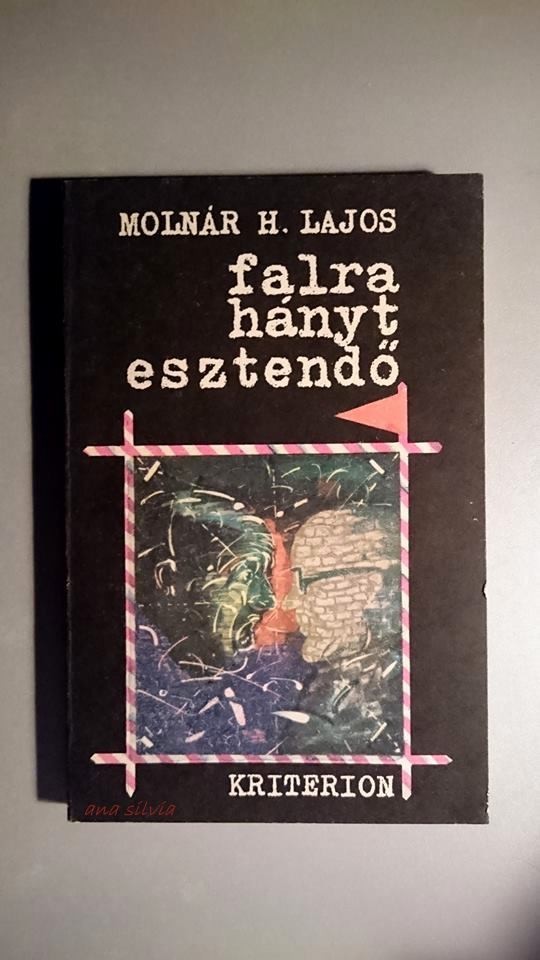 MOLNÁR H. LAJOS
falra
hányt
esztendő
KRITERION
ana silvia